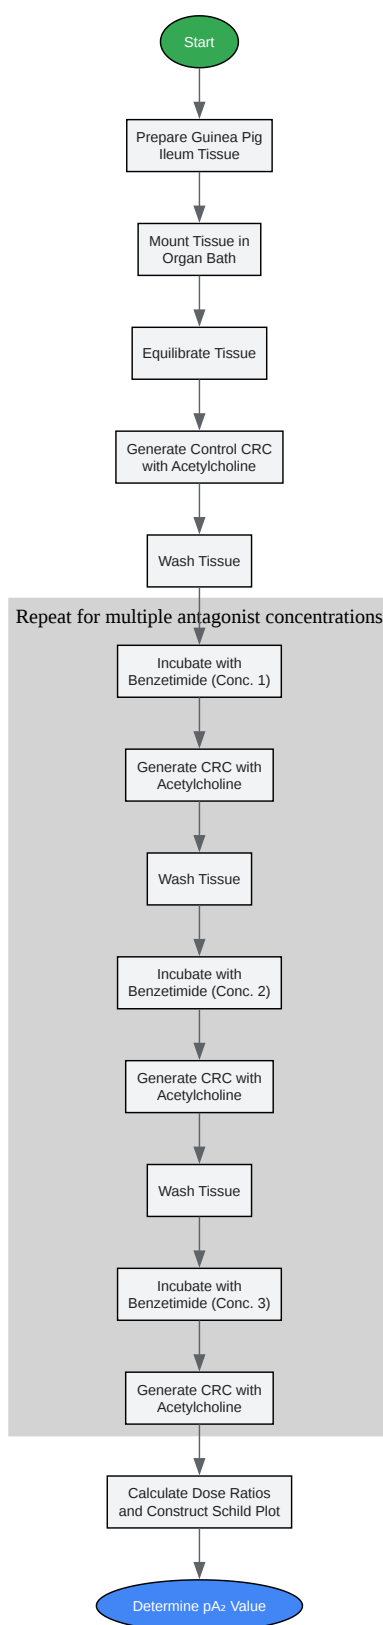 Start
Prepare Guinea Pig
Ileum Tissue
Mount Tissue in
Organ Bath
Equilibrate Tissue
Generate Control CRC
with Acetylcholine
Wash Tissue
Repeat for multiple antagonist concentrations
Incubate with
Benzetimide (Conc. 1)
Generate CRC with
Acetylcholine
Wash Tissue
Incubate with
Benzetimide (Conc. 2)
Generate CRC with
Acetylcholine
Wash Tissue
Incubate with
Benzetimide (Conc. 3)
Generate CRC with
Acetylcholine
Calculate Dose Ratios
and Construct Schild Plot
Determine pA₂ Value